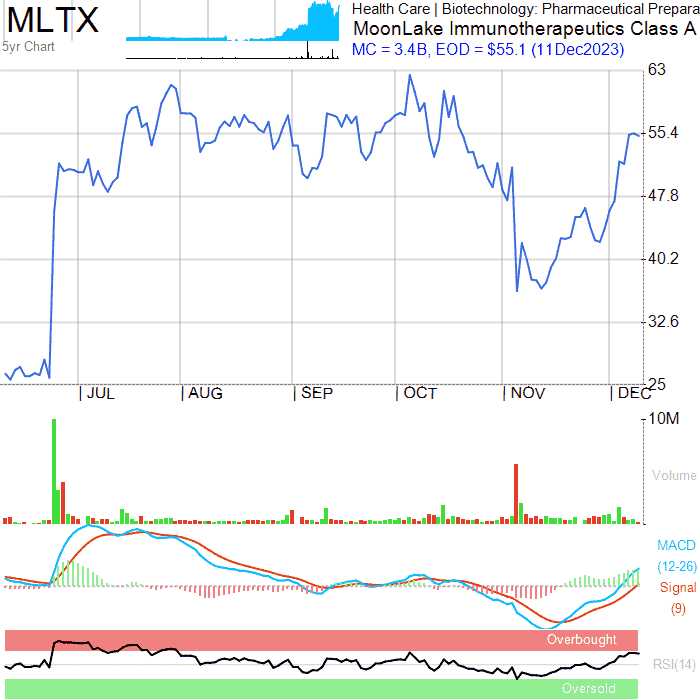 MLTX
5yr Chart
Health Care | Biotechnology: Pharmaceutical Prepara
MoonLake Immunotherapeutics Class A
MC = 3.4B, EOD = $55.1 (11Dec2023)
63
55.4
47.8
40.2
32.6
25
| JUL | AUG | SEP | OCT | NOV | DEC
10M
Volume
MACD
(12-26)
Signal
(9)
Overbought
RSI(14)
Oversold